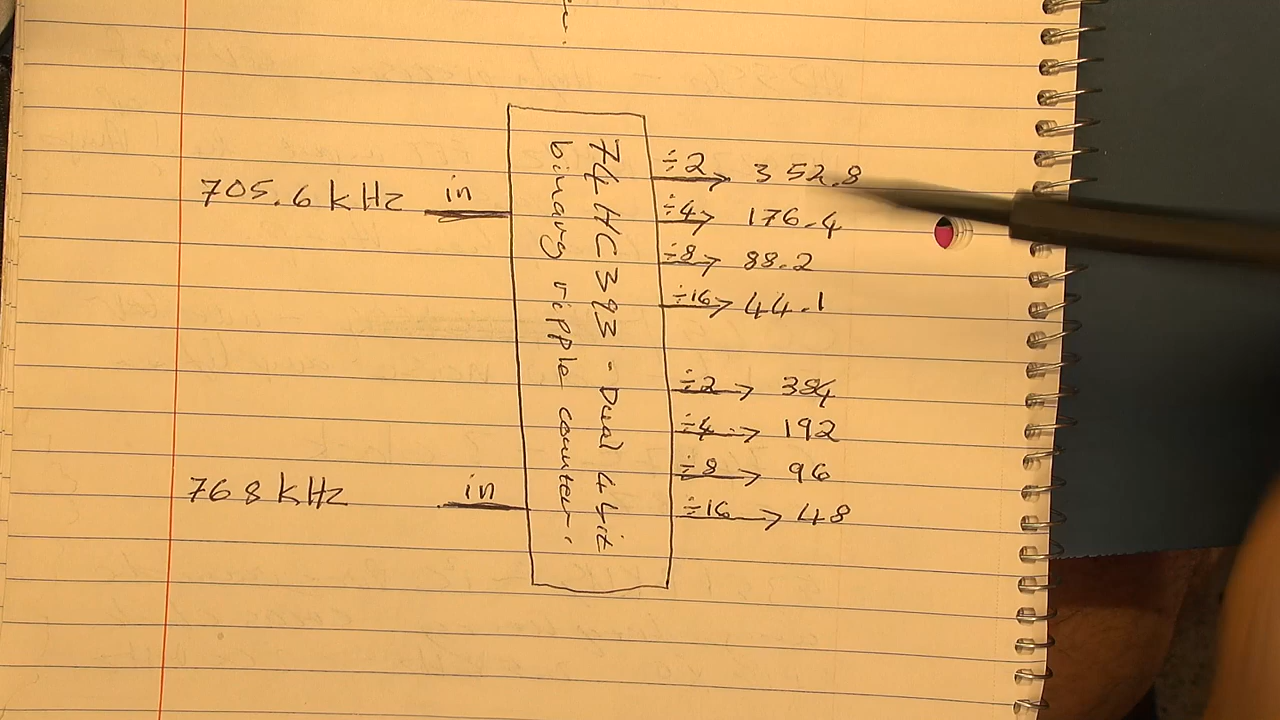 705.6 kHz in
74HC393 - Dual 4 bit
binary ripple counter.
÷2 → 352.8
÷4 → 176.4
÷8 → 88.2
÷16 → 44.1
768 kHz in
÷2 → 384
÷4 → 192
÷8 → 96
÷16 → 48